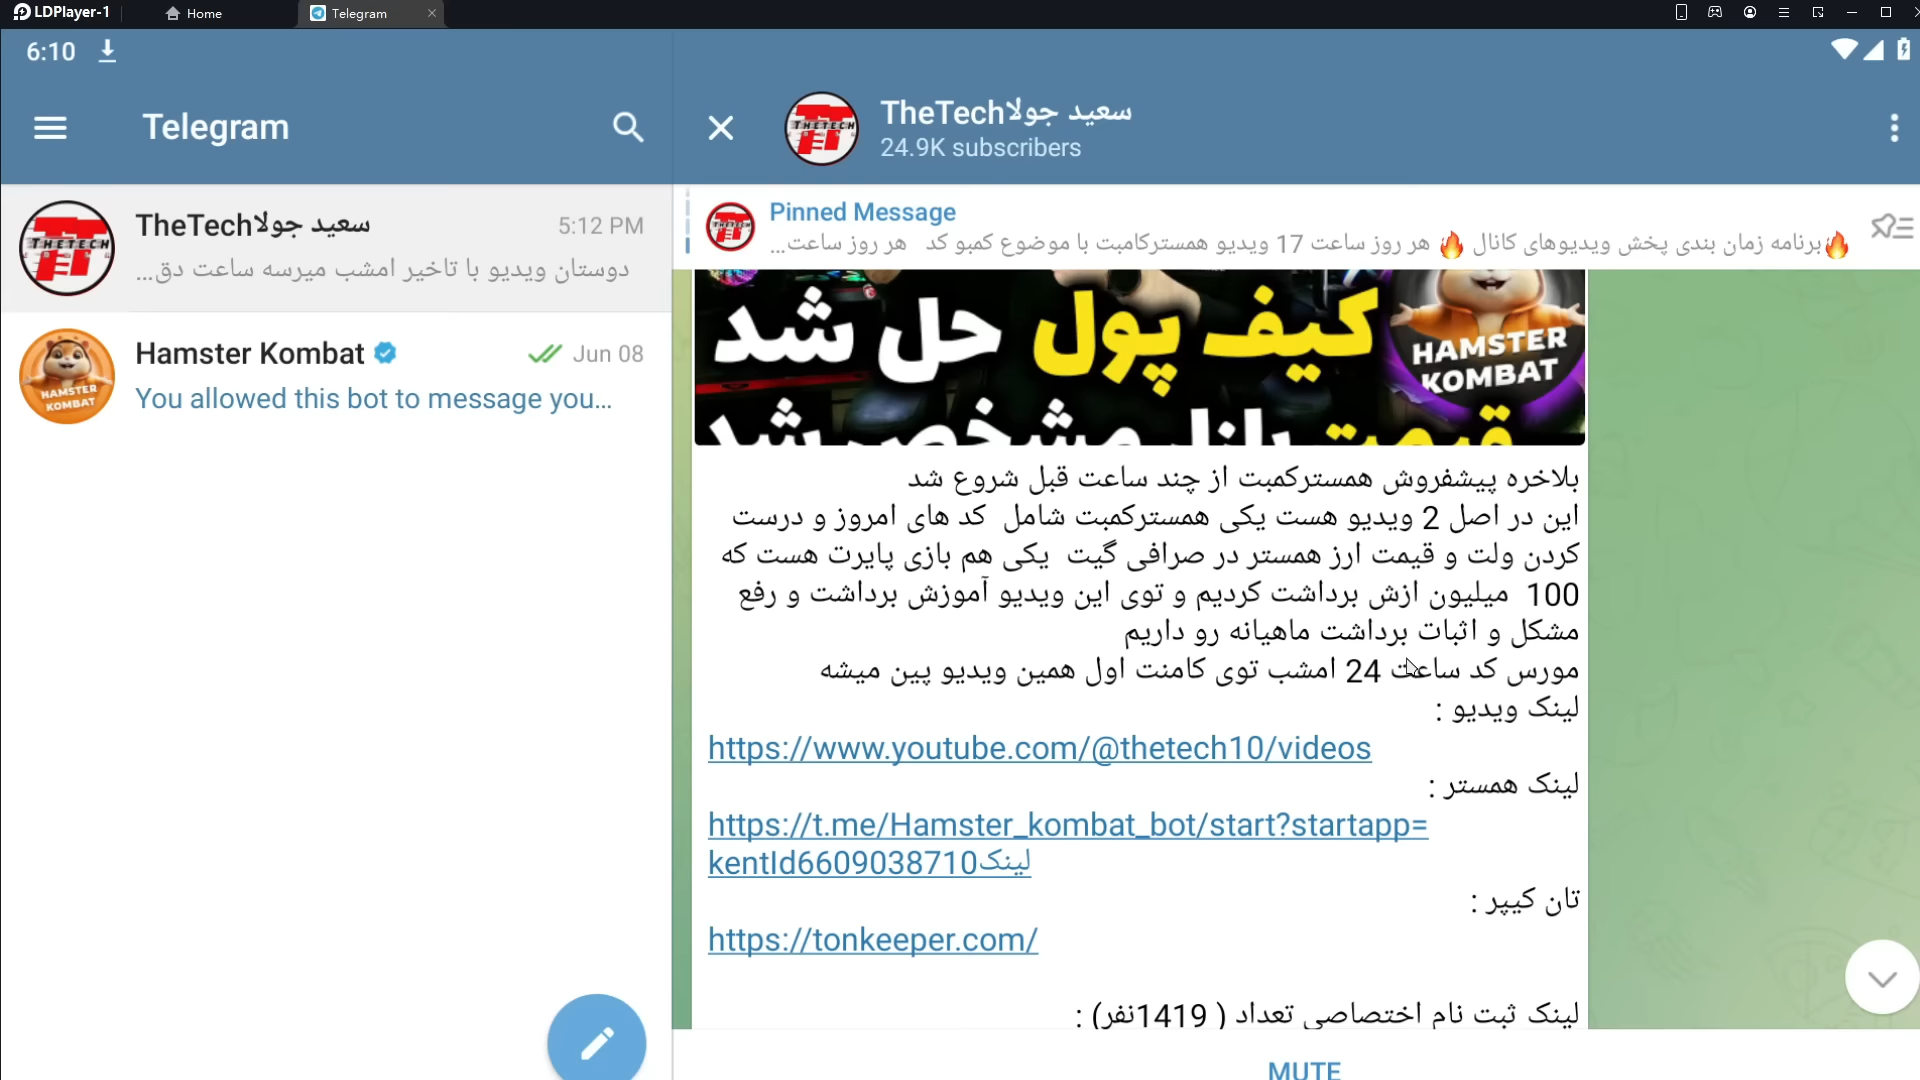 LDPlayer-1
Home
Telegram
6:10
Telegram
TheTechسعید جولا
5:12 PM
دوستان ویدیو با تاخیر امشب میرسه ساعت دق...
Hamster Kombat
Jun 08
You allowed this bot to message you...
HAMSTER
KOMBAT
TheTechسعید جولا
24.9K subscribers
THETECH
Pinned Message
🔥برنامه زمان بندی پخش ویدیوهای کانال 🔥 هر روز ساعت 17 ویدیو همسترکامبت با موضوع کمبو کد   هر روز ساعت...
کیف پول حل شد
HAMSTER
KOMBAT
قیمت بازار مشخص شد
بلاخره پیشفروش همسترکمبت از چند ساعت قبل شروع شد
این در اصل 2 ویدیو هست یکی همسترکمبت شامل  کد های امروز و درست
کردن ولت و قیمت ارز همستر در صرافی گیت  یکی هم بازی پایرت هست که
100  میلیون ازش برداشت کردیم و توی این ویدیو آموزش برداشت و رفع
مشکل و اثبات برداشت ماهیانه رو داریم
مورس کد ساعت 24 امشب توی کامنت اول همین ویدیو پین میشه
لینک ویدیو :
https://www.youtube.com/@thetech10/videos
لینک همستر :
https://t.me/Hamster_kombat_bot/start?startapp=
kentId6609038710لینک
تان کیپر :
https://tonkeeper.com/
لینک ثبت نام اختصاصی تعداد ( 1419نفر) :
MUTE